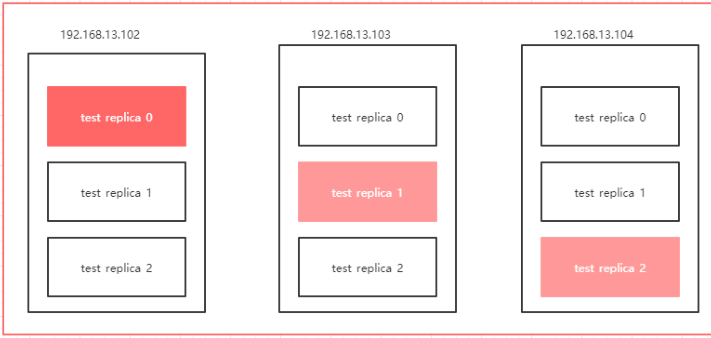 192.168.13.102
test replica 0
test replica 1
test replica 2
192.168.13.103
test replica 0
test replica 1
test replica 2
192.168.13.104
test replica 0
test replica 1
test replica 2